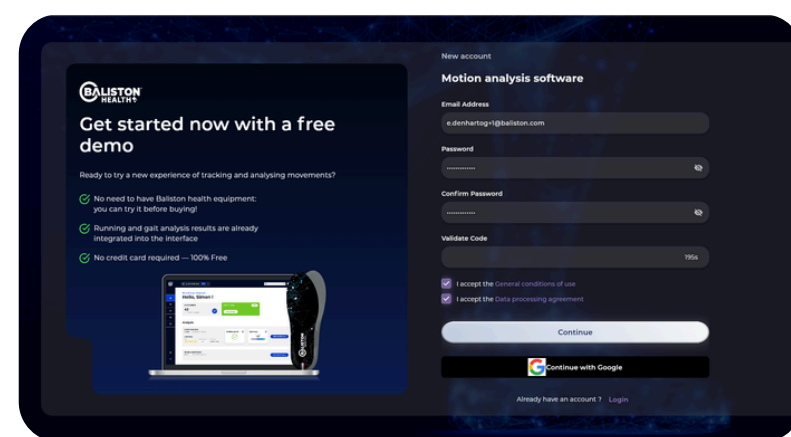 BALISTON
HEALTH
Get started now with a free
demo
Ready to try a new experience of tracking and analysing movements?
No need to have Baliston health equipment:
you can try it before buying!
Running and gait analysis results are already
integrated into the interface
No credit card required — 100% Free
Hello, Simon !
BALISTON
New account
Motion analysis software
Email Address
e.denhartog+1@baliston.com
Password
Confirm Password
Validate Code
195s
I accept the General conditions of use
I accept the Data processing agreement
Continue
Continue with Google
Already have an account ? Login